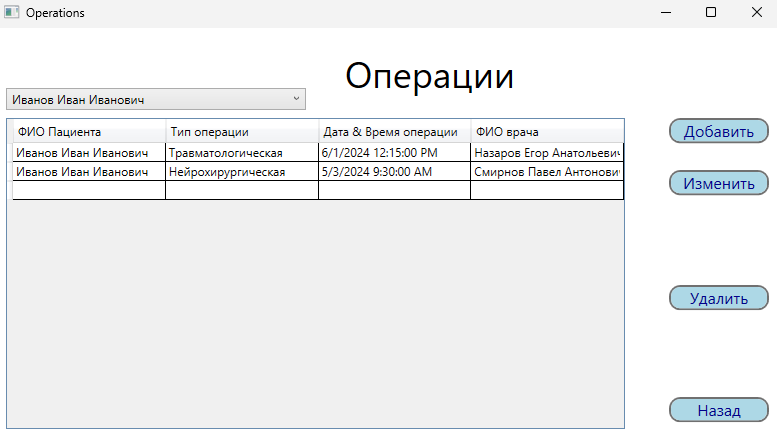 Operations
Операции
Иванов Иван Иванович
ФИО Пациента Тип операции Дата & Время операции ФИО врача
Иванов Иван Иванович Травматологическая 6/1/2024 12:15:00 PM Назаров Егор Анатольевич
Иванов Иван Иванович Нейрохирургическая 5/3/2024 9:30:00 AM Смирнов Павел Антонови
Добавить
Изменить
Удалить
Назад